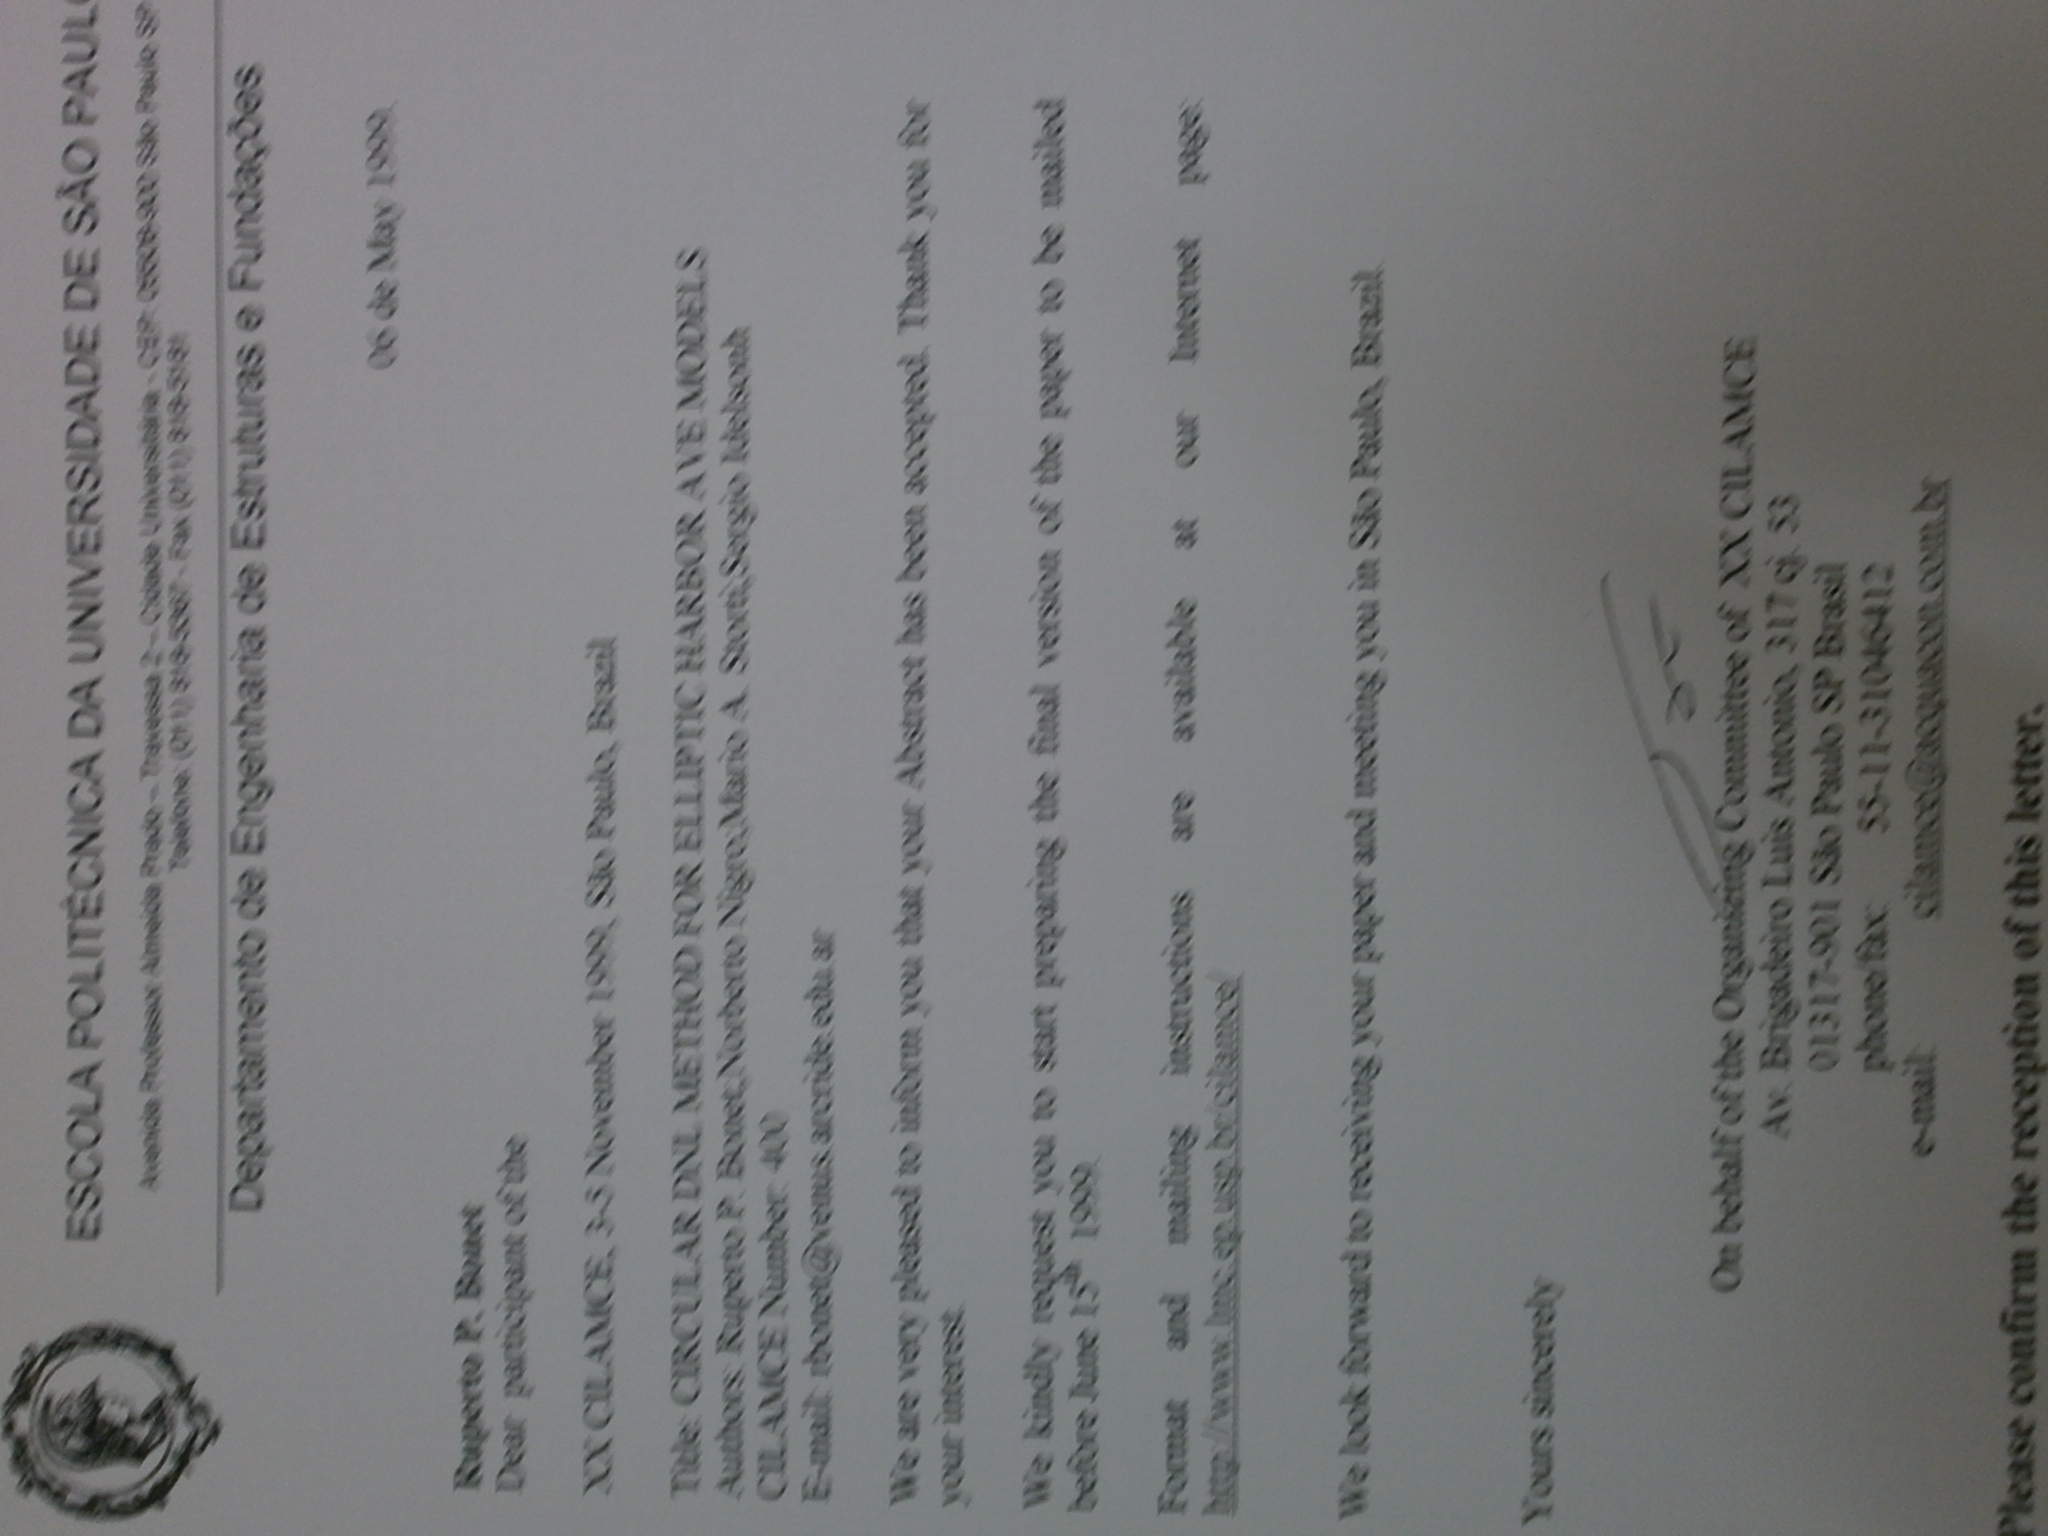 ESCOLA POLITÉCNICA DA UNIVERSIDADE DE SÃO PAULO
Avenida Professor Almeida Prado – Travessa 2 – Cidade Universitária - CEP: 05508-900 São Paulo SP
Telefone: (011) Fax (011)
Departamento de Engenharia de Estruturas e Fundações
06 de May 1999.
Ruperto P. Bonet
Dear participant of the
XX CILAMCE, 3-5 November 1999, São Paulo, Brazil
Title: CIRCULAR DNL METHOD FOR ELLIPTIC HARBOR AVE MODELS
Authors: Ruperto P. Bonet,Norberto Nigro,Mario A. Storti,Sergio Idelsonh
CILAMCE Number: 400
E-mail: rbonet@venus.arcride.edu.ar
We are very pleased to inform you that your Abstract has been accepted. Thank you for
your interest.
We kindly request you to start preparing the final version of the paper to be mailed
before June 15th 1999.
Format and mailing instructions are available at our Internet page:
http://www.lmc.ep.usp.br/cilamce/
We look forward to receiving your paper and meeting you in São Paulo, Brazil.
Yours sincerely
On behalf of the Organizing Committee of XX CILAMCE
Av. Brigadeiro Luis Antonio, 317 cj. 53
01317-901 São Paulo SP Brasil
phone/fax: 55-11-31046412
e-mail: cilamce@acquacon.com.br
Please confirm the reception of this letter.